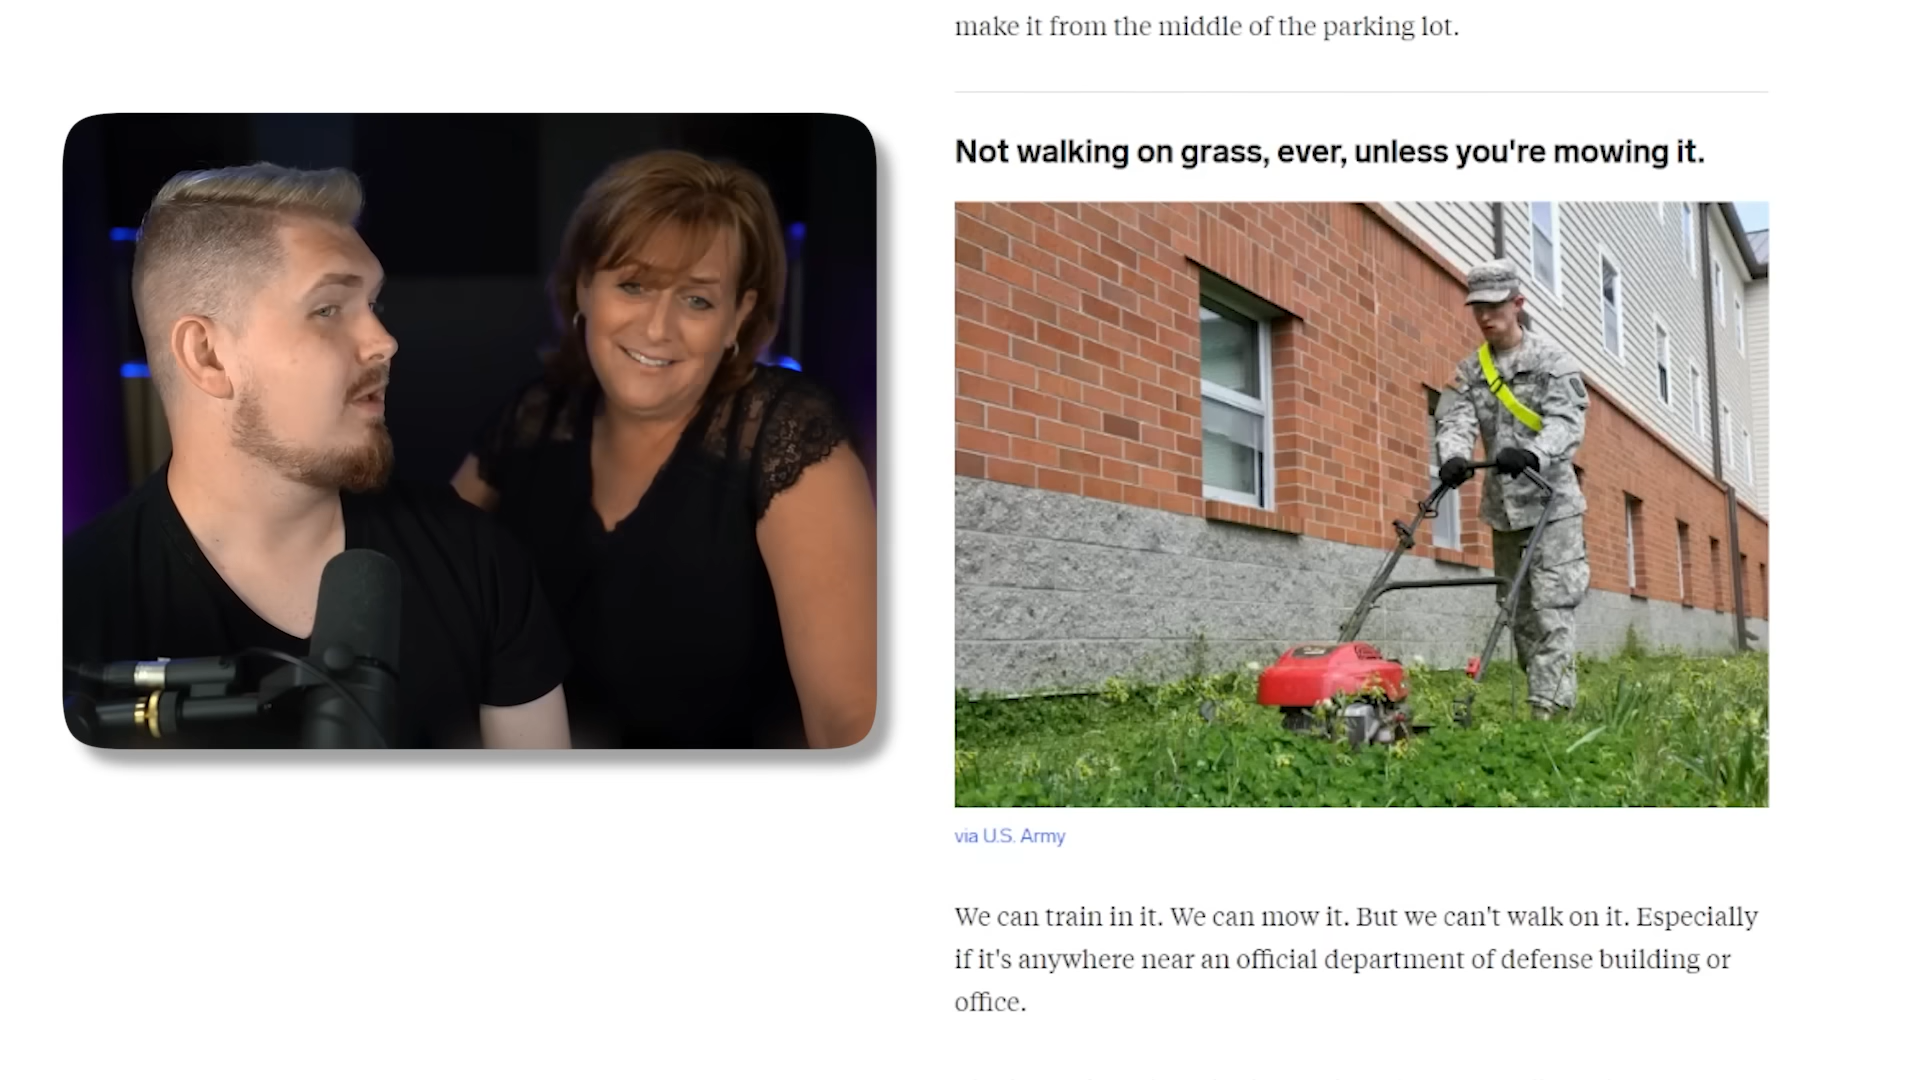 make it from the middle of the parking lot.
Not walking on grass, ever, unless you're mowing it.
via U.S. Army
We can train in it. We can mow it. But we can't walk on it. Especially
if it's anywhere near an official department of defense building or
office.